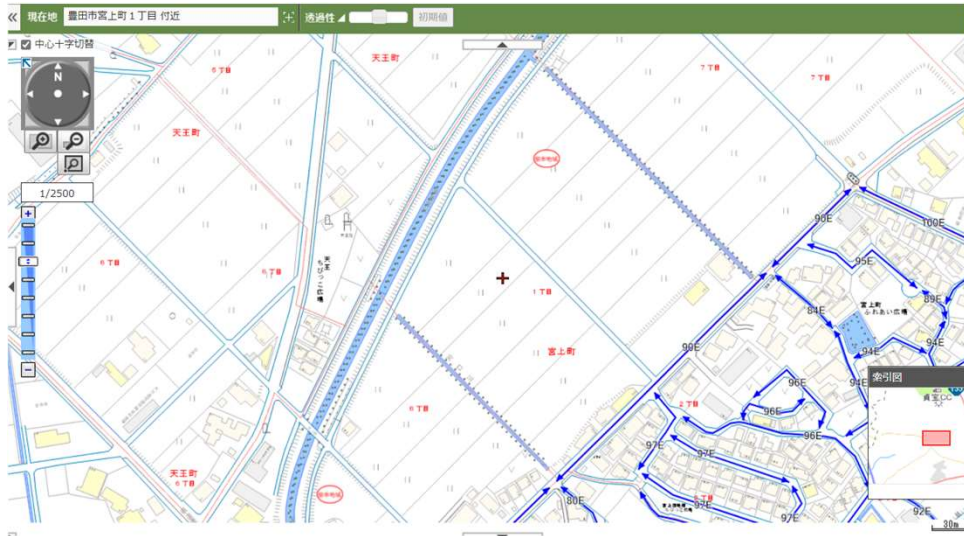 現在地 豊田市宮上町1丁目 付近 透過性 初期値
中心十字切替
N
1/2500
天王町
6丁目
7丁目
7丁目
天王町
6丁目
6丁目
天王
ちびっこ広場
1丁目
宮上町
6丁目
天王町
6丁目
90E
100E
95E
89E
84E
宮上町
ふれあい広場
94E
94E
94E
90E
96E
96E
96E
2丁目
97E
97E
97E
97E
80E
92E
索引図
貞宝CC
30m